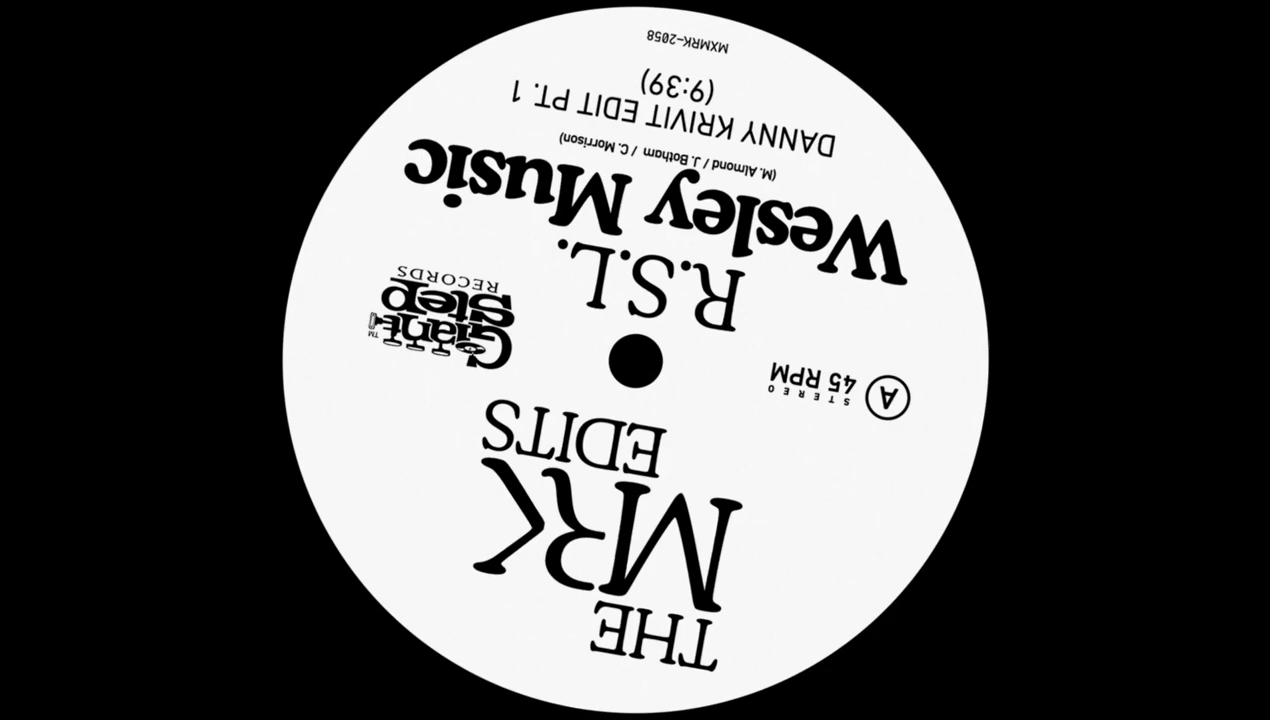 THE
MRK
EDITS
A
STEREO
45 RPM
Giant
Step
TM
RECORDS
R.S.L.
Wesley Music
(M. Almond / J. Botham / C. Morrison)
DANNY KRIVIT EDIT PT. 1
(9:39)
MXMRK-2058